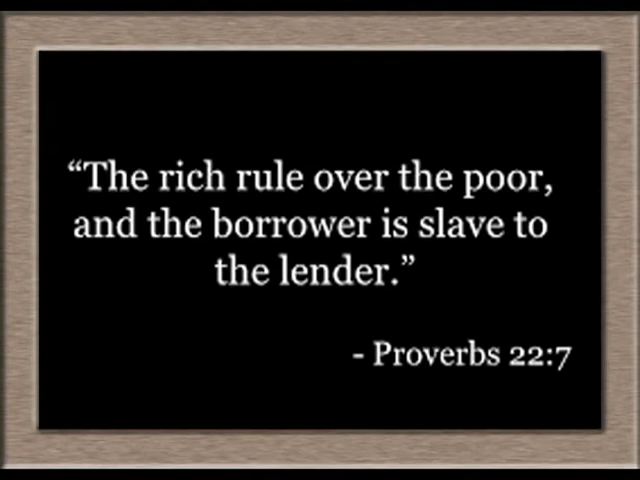 “The rich rule over the poor,
and the borrower is slave to
the lender.”
- Proverbs 22:7